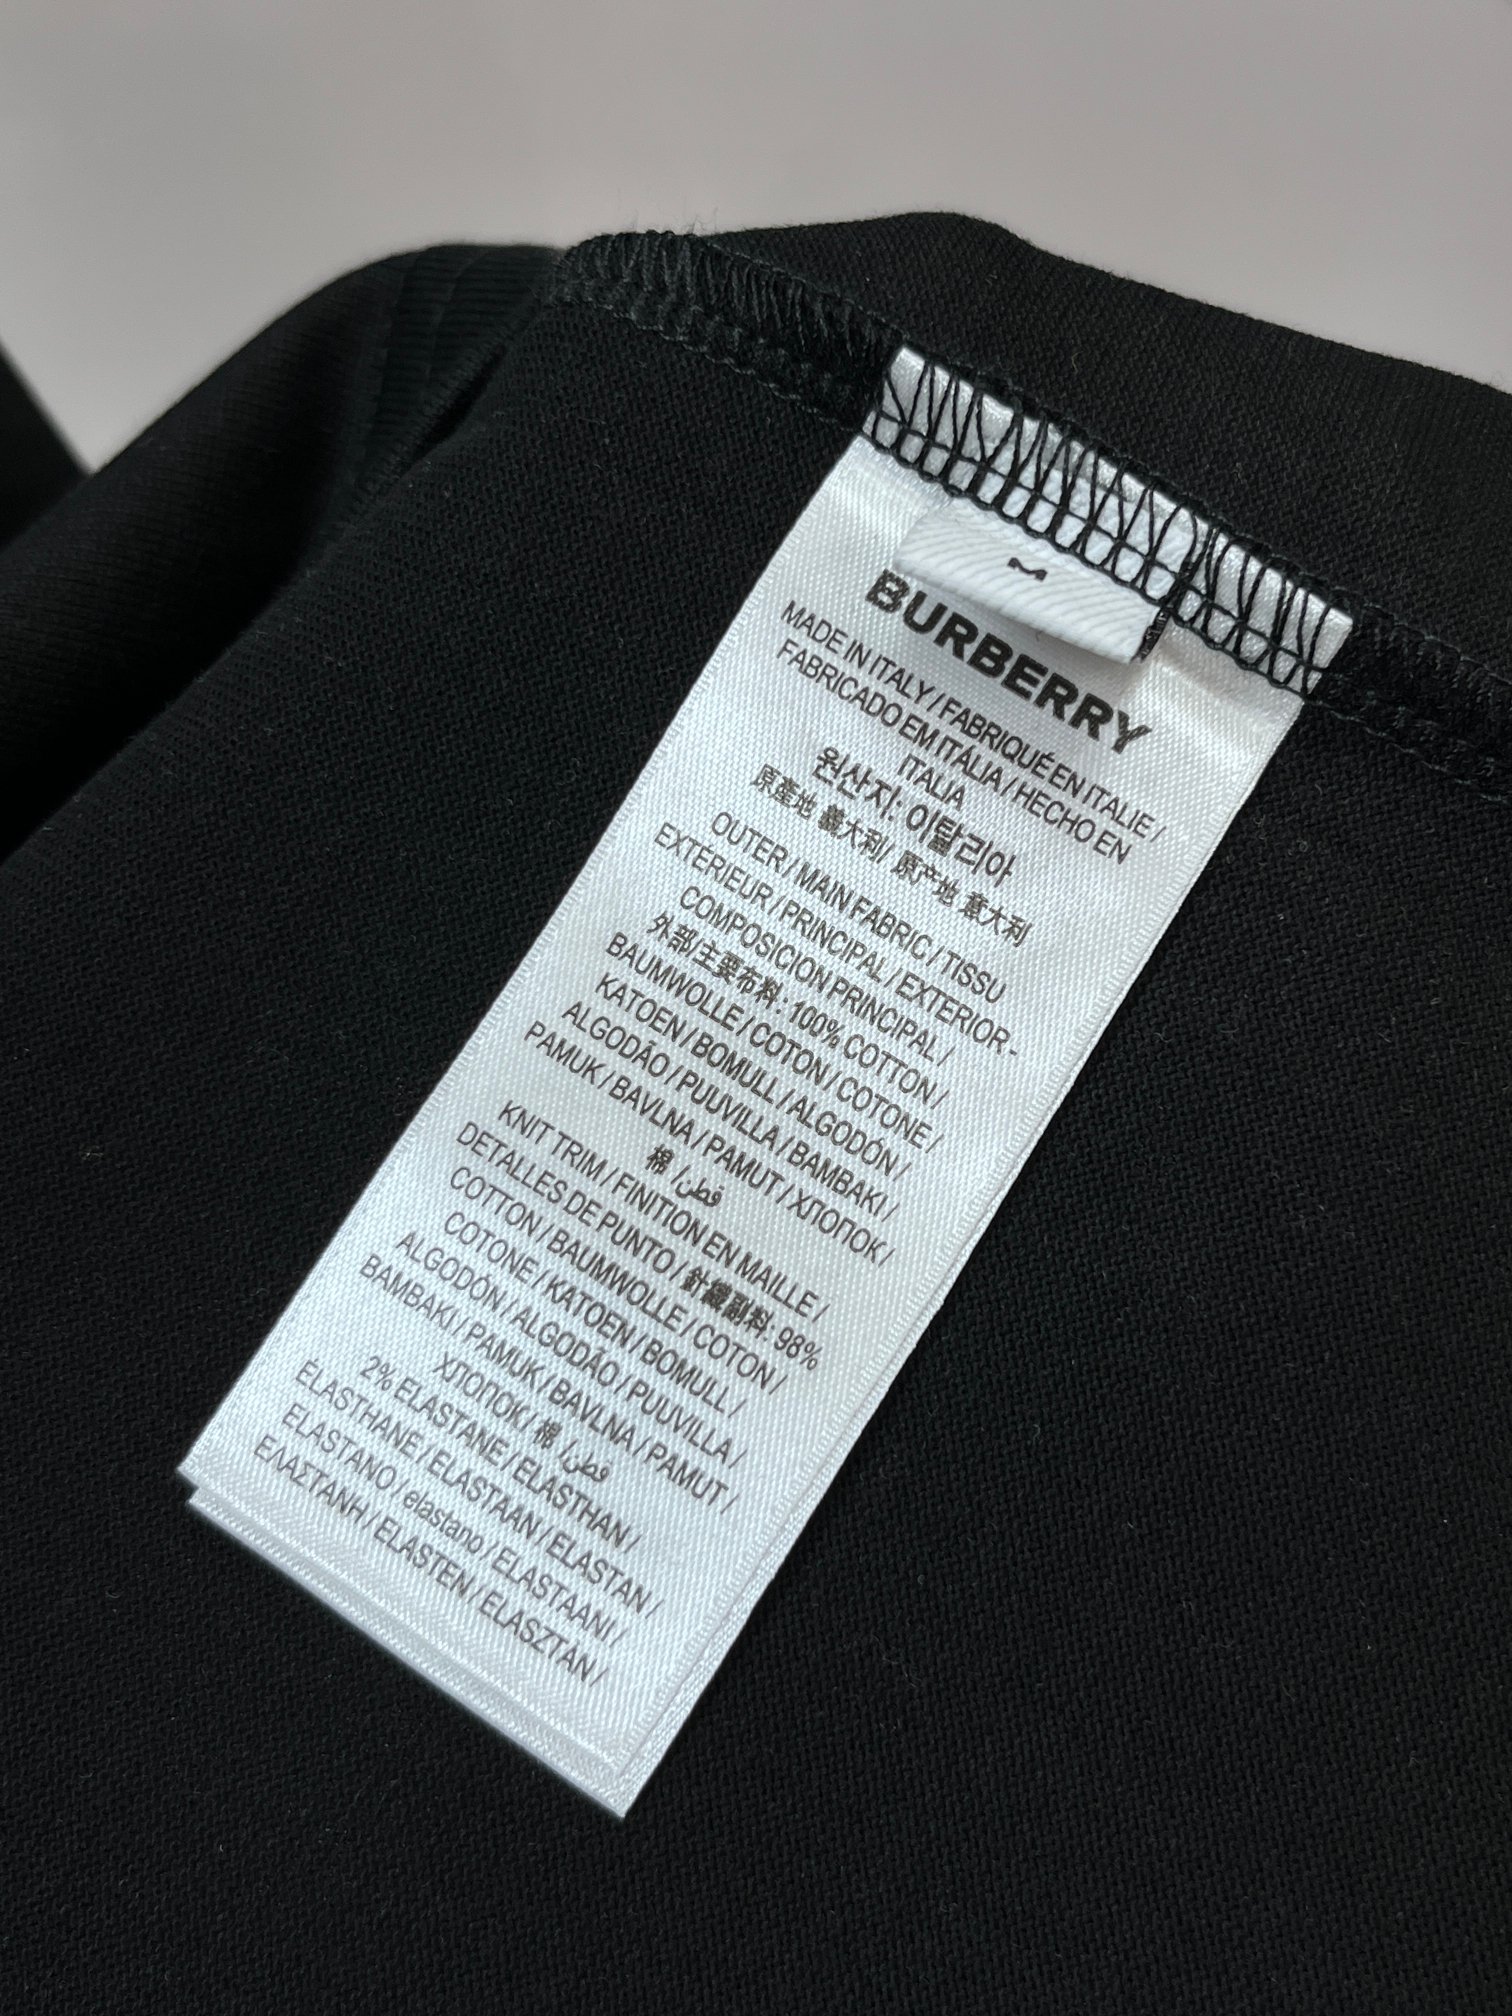 BURBERRY
MADE IN ITALY / FABRIQUÉ EN ITALIE /
FABRICADO EM ITÁLIA / HECHO EN
ITALIA
원산지: 이탈리아
原產地 義大利/ 原产地 意大利
OUTER / MAIN FABRIC / TISSU
EXTERIEUR / PRINCIPAL / EXTERIOR -
COMPOSICION PRINCIPAL /
外部/主要布料: 100% COTTON /
BAUMWOLLE / COTON / COTONE /
KATOEN / BOMULL / ALGODÓN /
ALGODÃO / PUUVILLA / BAMBAKI /
PAMUK / BAVLNA / PAMUT / ХЛОПОК /
棉 / قطن
KNIT TRIM / FINITION EN MAILLE /
DETALLES DE PUNTO / 針織副料: 98%
COTTON / BAUMWOLLE / COTON /
COTONE / KATOEN / BOMULL /
ALGODÓN / ALGODÃO / PUUVILLA /
BAMBAKI / PAMUK / BAVLNA / PAMUT /
ХЛОПОК / 棉 / قطن
2% ELASTANE / ELASTHAN /
ELASTHANE / ELASTAAN / ELASTAN /
ELASTANO / elastano / ELASTAANI /
ΕΛΑΣΤΑΝΗ / ELASTEN / ELASZTÁN /